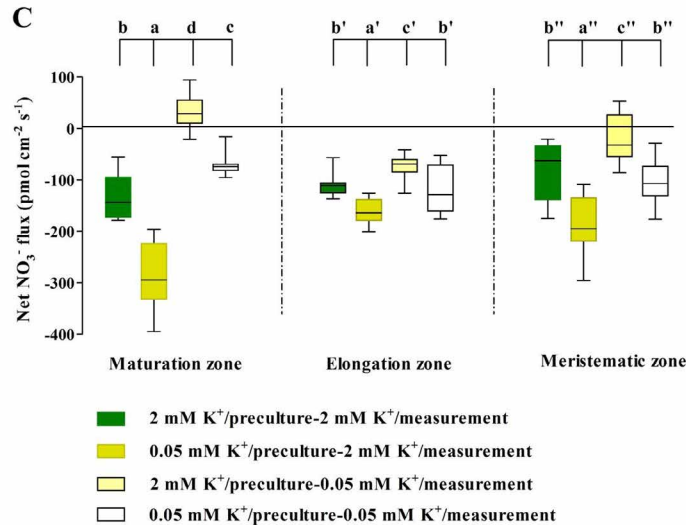 C
b a d c b' a' c' b' b'' a'' c'' b''
100
0
-100
-200
-300
-400
Net NO₃⁻ flux (pmol cm⁻² s⁻¹)
Maturation zone Elongation zone Meristematic zone
2 mM K⁺/preculture-2 mM K⁺/measurement
0.05 mM K⁺/preculture-2 mM K⁺/measurement
2 mM K⁺/preculture-0.05 mM K⁺/measurement
0.05 mM K⁺/preculture-0.05 mM K⁺/measurement